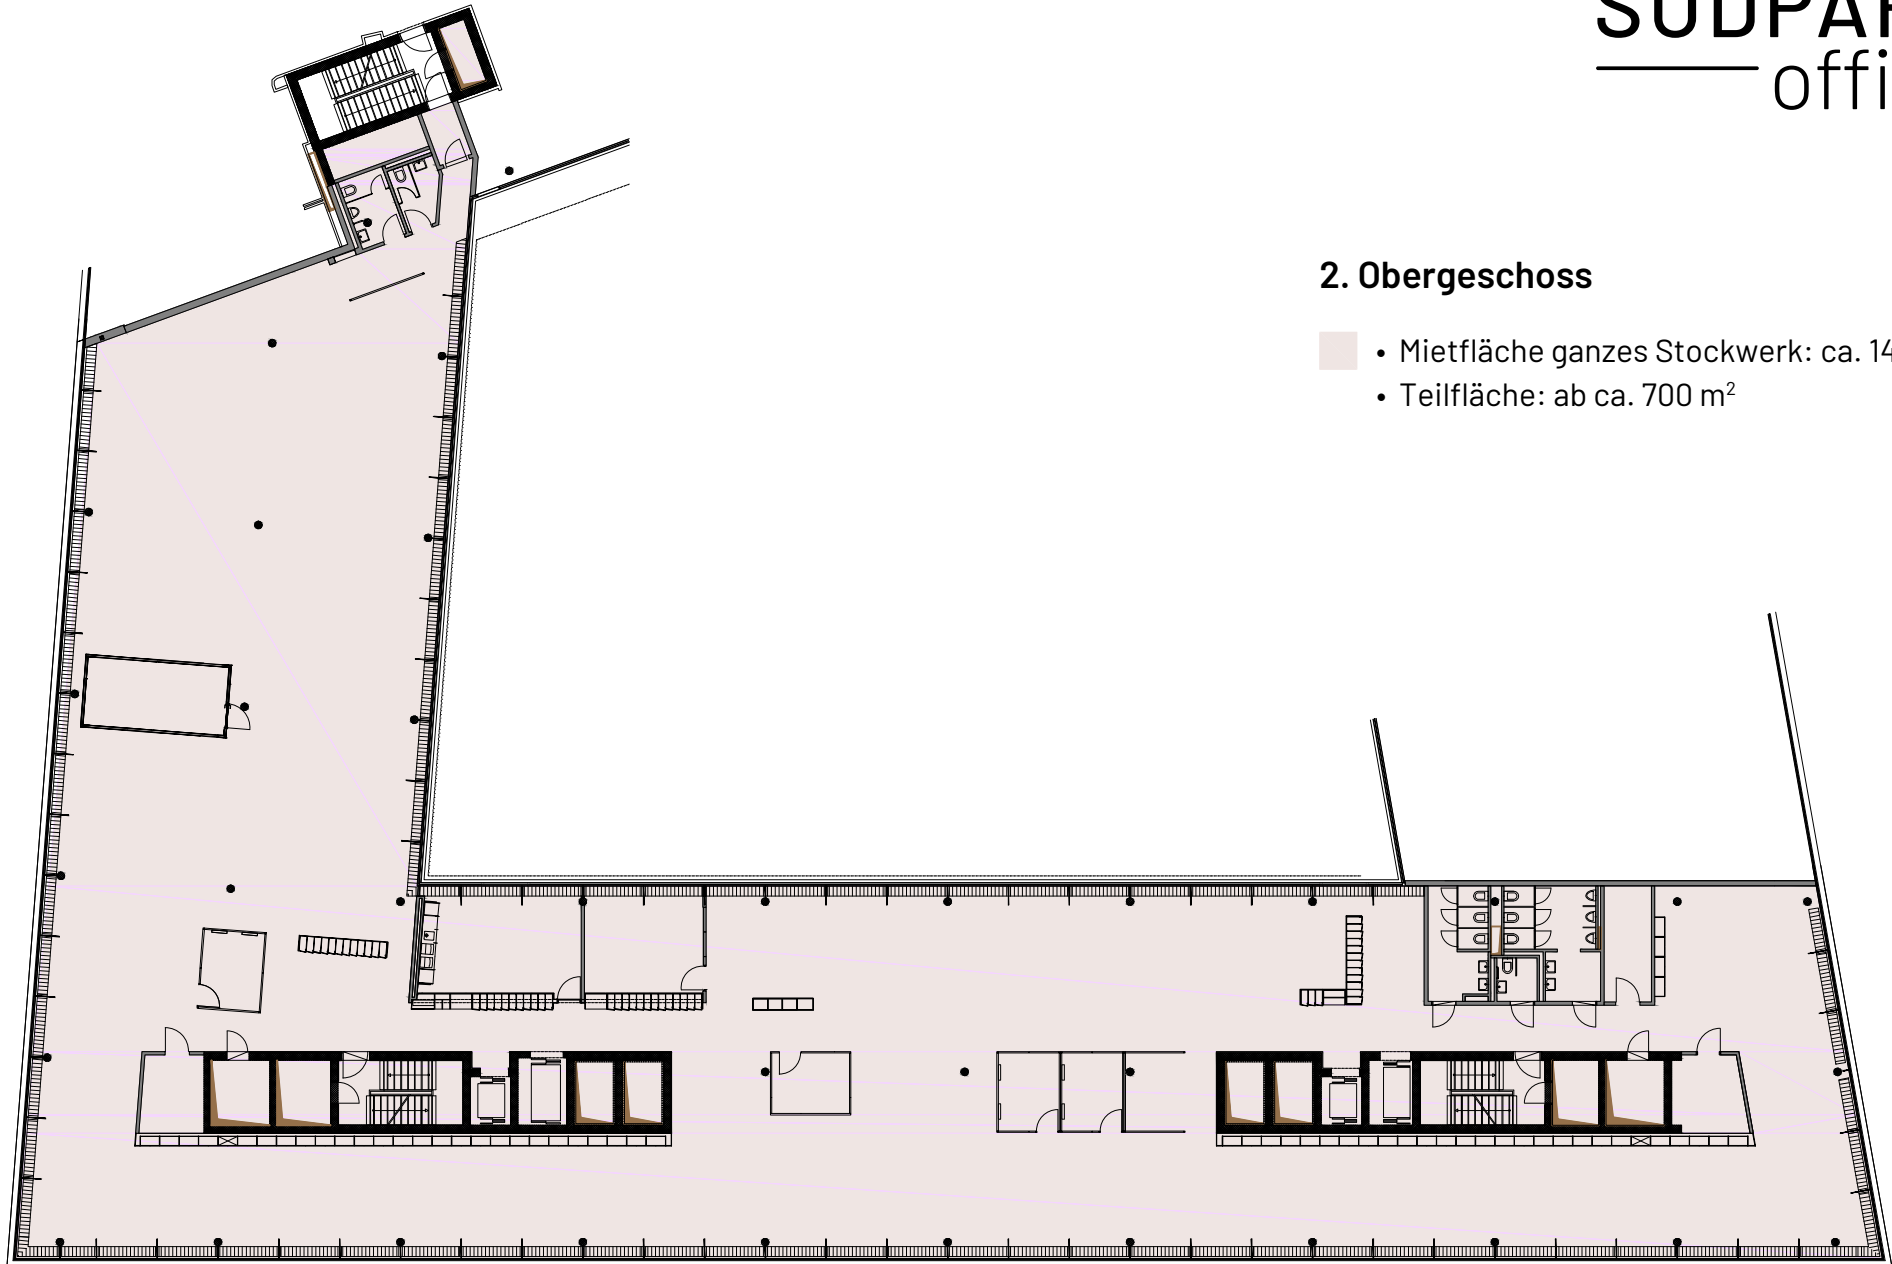 SÜDPAR
offi
2. Obergeschoss
• Mietfläche ganzes Stockwerk: ca. 14
• Teilfläche: ab ca. 700 m²